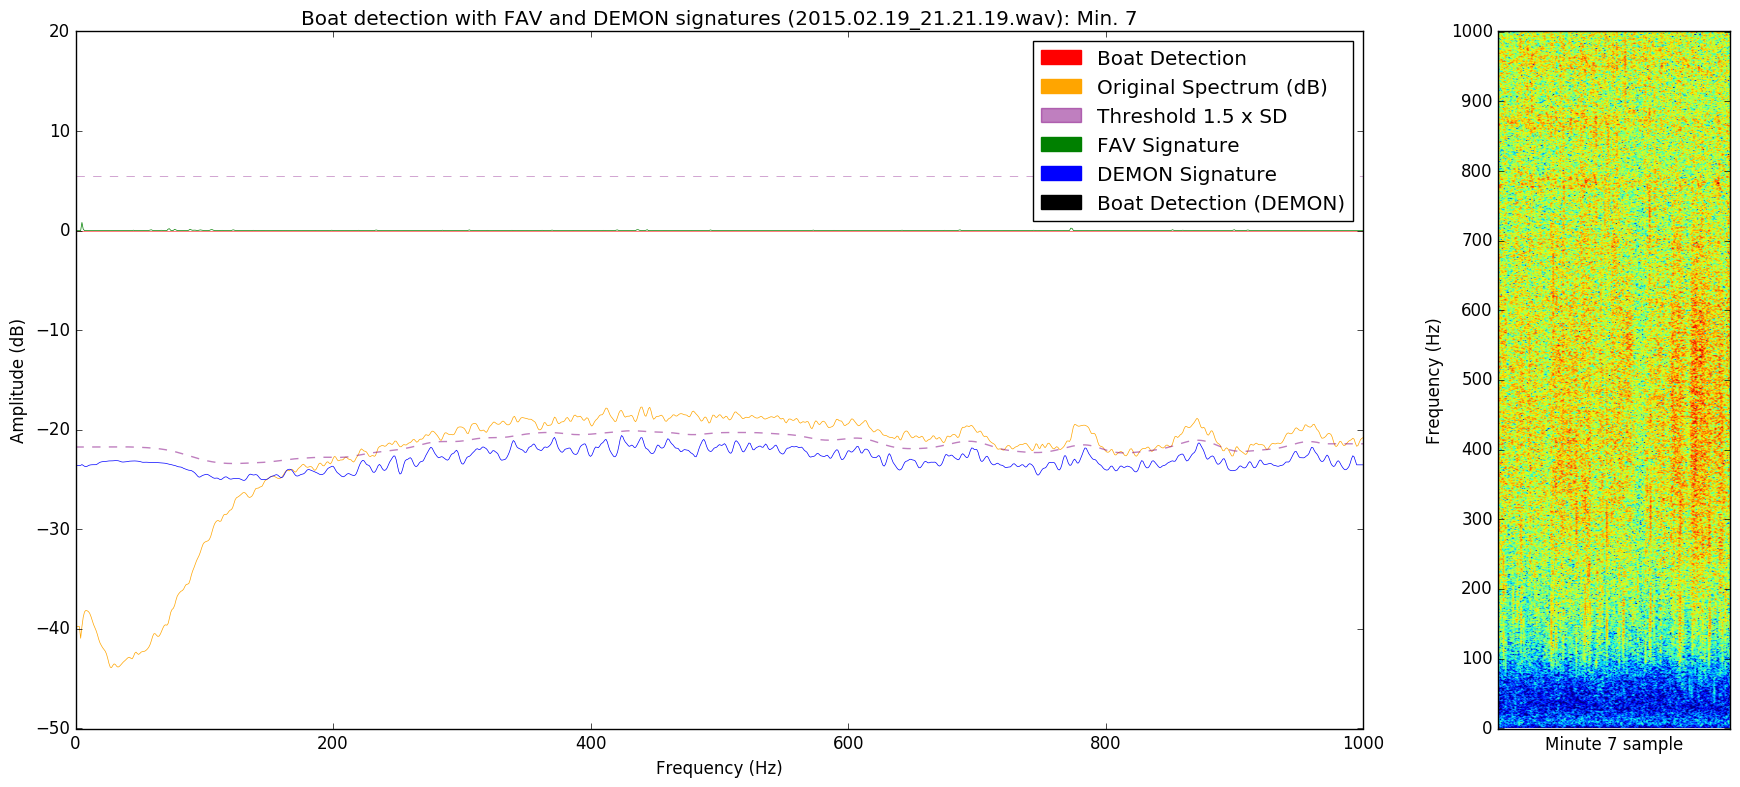 Boat detection with FAV and DEMON signatures (2015.02.19_21.21.19.wav): Min. 7
20
10
0
−10
−20
−30
−40
−50
Amplitude (dB)
0 200 400 600 800 1000
Frequency (Hz)
Boat Detection
Original Spectrum (dB)
Threshold 1.5 x SD
FAV Signature
DEMON Signature
Boat Detection (DEMON)
1000
900
800
700
600
500
400
300
200
100
0
Frequency (Hz)
Minute 7 sample